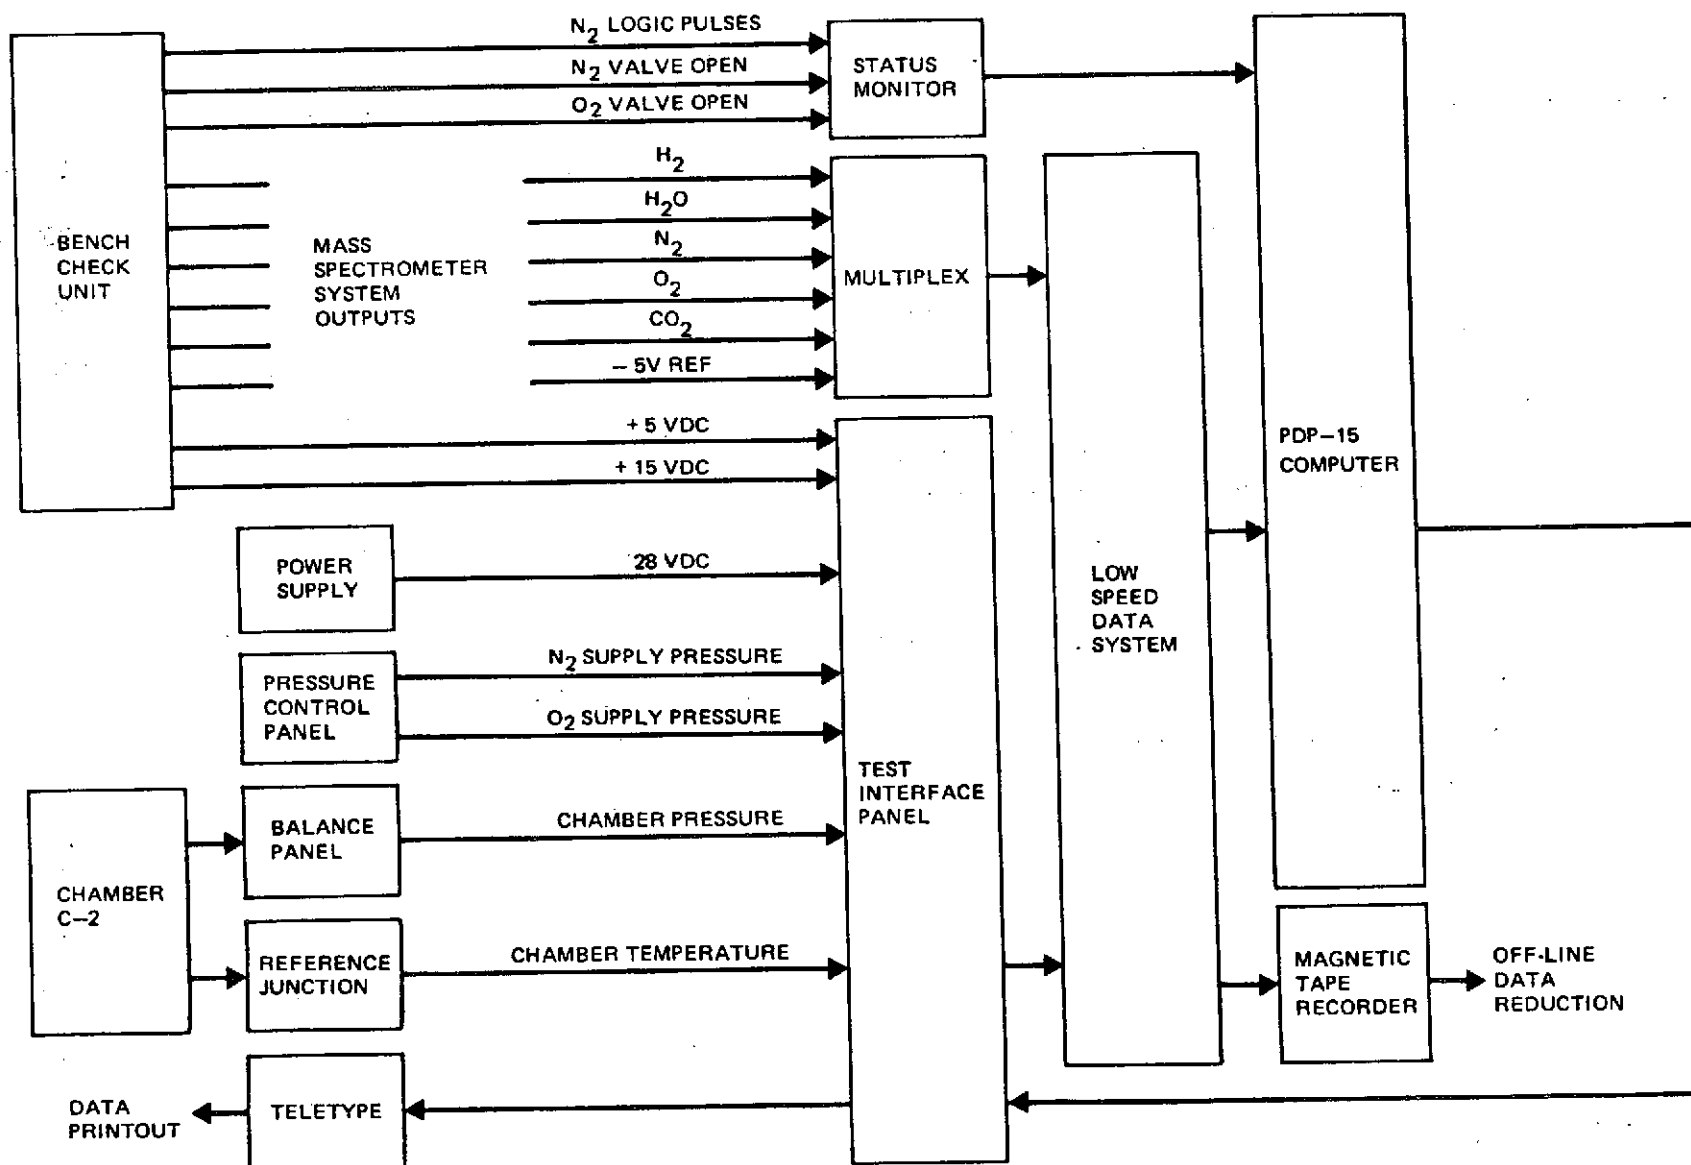 N2 LOGIC PULSES
N2 VALVE OPEN
O2 VALVE OPEN
STATUS
MONITOR
BENCH
CHECK
UNIT
MASS
SPECTROMETER
SYSTEM
OUTPUTS
H2
H2O
N2
O2
CO2
– 5V REF
MULTIPLEX
+ 5 VDC
+ 15 VDC
PDP–15
COMPUTER
POWER
SUPPLY
28 VDC
LOW
SPEED
DATA
SYSTEM
PRESSURE
CONTROL
PANEL
N2 SUPPLY PRESSURE
O2 SUPPLY PRESSURE
TEST
INTERFACE
PANEL
CHAMBER
C–2
BALANCE
PANEL
CHAMBER PRESSURE
REFERENCE
JUNCTION
CHAMBER TEMPERATURE
MAGNETIC
TAPE
RECORDER
OFF-LINE
DATA
REDUCTION
DATA
PRINTOUT
TELETYPE